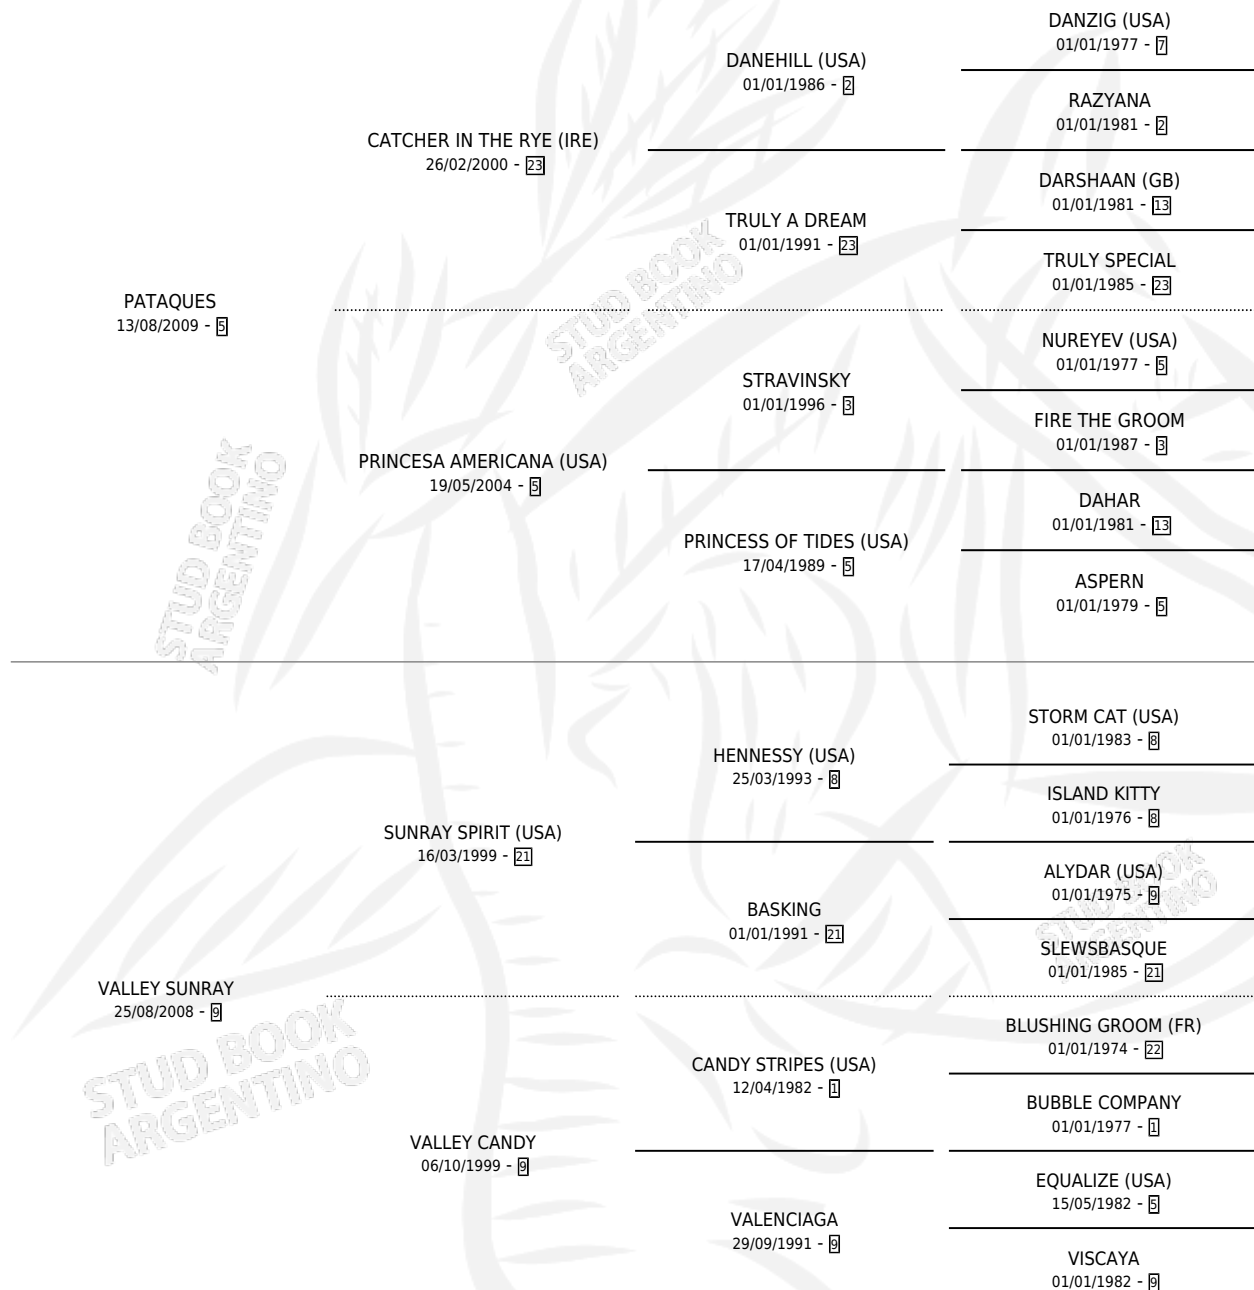 DANZIG (USA)
01/01/1977 - 7
DANEHILL (USA)
01/01/1986 - 2
RAZYANA
01/01/1981 - 2
CATCHER IN THE RYE (IRE)
26/02/2000 - 23
DARSHAAN (GB)
01/01/1981 - 13
TRULY A DREAM
01/01/1991 - 23
TRULY SPECIAL
01/01/1985 - 23
PATAQUES
13/08/2009 - 5
NUREYEV (USA)
01/01/1977 - 5
STRAVINSKY
01/01/1996 - 3
FIRE THE GROOM
01/01/1987 - 3
PRINCESA AMERICANA (USA)
19/05/2004 - 5
DAHAR
01/01/1981 - 13
PRINCESS OF TIDES (USA)
17/04/1989 - 5
ASPERN
01/01/1979 - 5
STORM CAT (USA)
01/01/1983 - 8
HENNESSY (USA)
25/03/1993 - 8
ISLAND KITTY
01/01/1976 - 8
SUNRAY SPIRIT (USA)
16/03/1999 - 21
ALYDAR (USA)
01/01/1975 - 9
BASKING
01/01/1991 - 21
SLEWSBASQUE
01/01/1985 - 21
VALLEY SUNRAY
25/08/2008 - 9
BLUSHING GROOM (FR)
01/01/1974 - 22
CANDY STRIPES (USA)
12/04/1982 - 1
BUBBLE COMPANY
01/01/1977 - 1
VALLEY CANDY
06/10/1999 - 9
EQUALIZE (USA)
15/05/1982 - 5
VALENCIAGA
29/09/1991 - 9
VISCAYA
01/01/1982 - 9
STUD BOOK
ARGENTINO
STUD BOOK
ARGENTINO
STUD BOOK
ARGENTINO
STUD BOOK
ARGENTINO